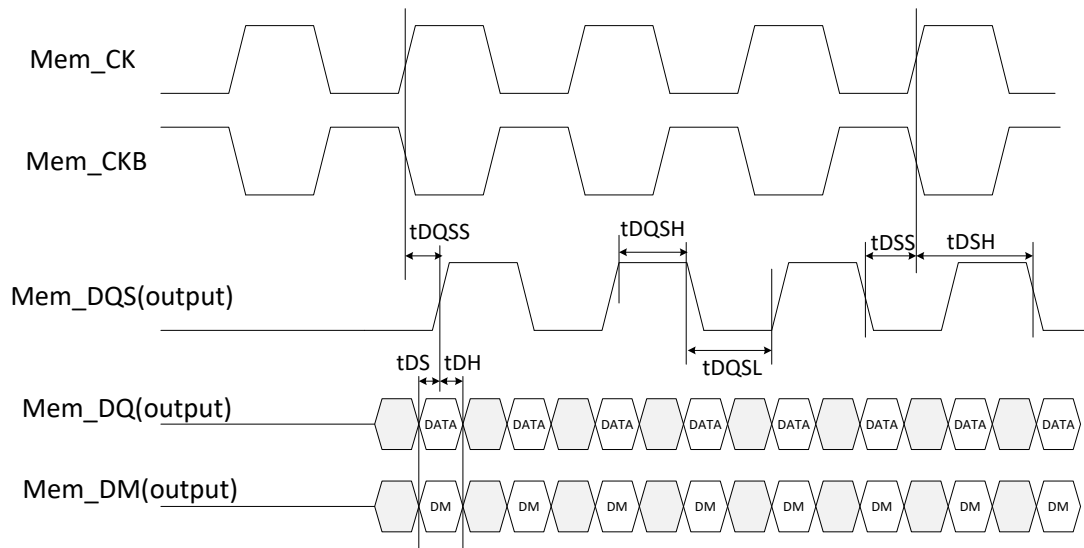 Mem_CK
Mem_CKB
tDQSS
tDQSH
tDSS
tDSH
Mem_DQS(output)
tDS
tDH
tDQSL
Mem_DQ(output)
DATA DATA DATA DATA DATA DATA DATA DATA
Mem_DM(output)
DM DM DM DM DM DM DM DM